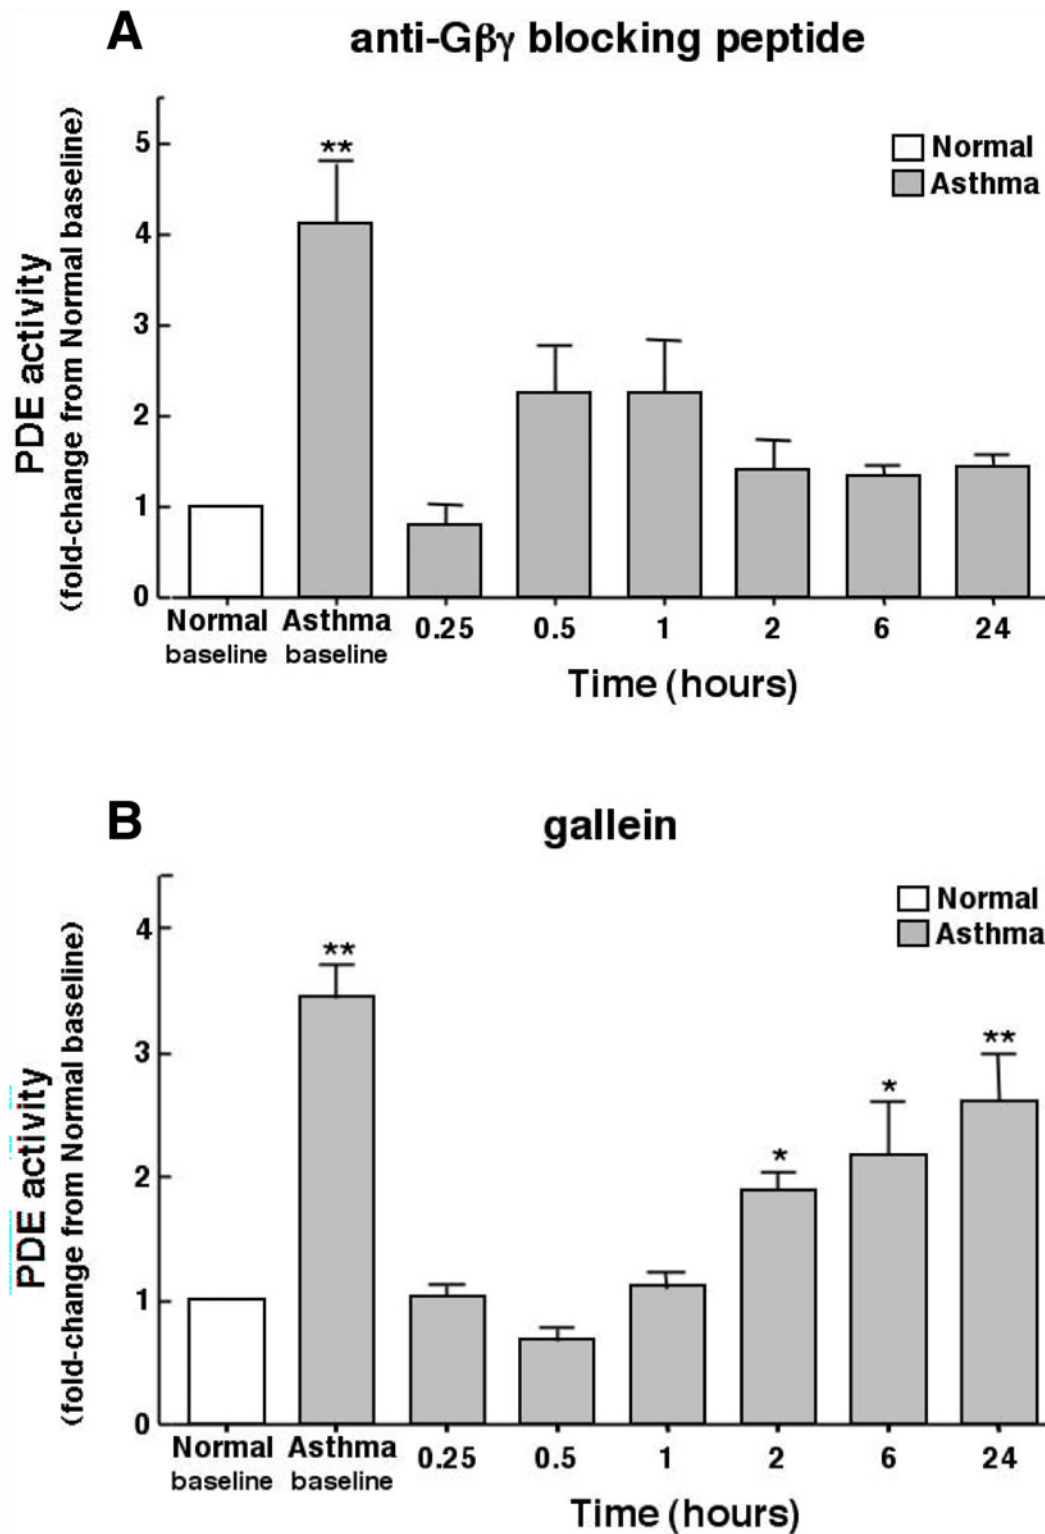 A
anti-Gβγ blocking peptide
PDE activity
(fold-change from Normal baseline)
5
4
3
2
1
0
**
Normal
Asthma
Normal Asthma 0.25 0.5 1 2 6 24
baseline baseline
Time (hours)
B
gallein
PDE activity
(fold-change from Normal baseline)
4
3
2
1
0
**
*
*
**
Normal
Asthma
Normal Asthma 0.25 0.5 1 2 6 24
baseline baseline
Time (hours)